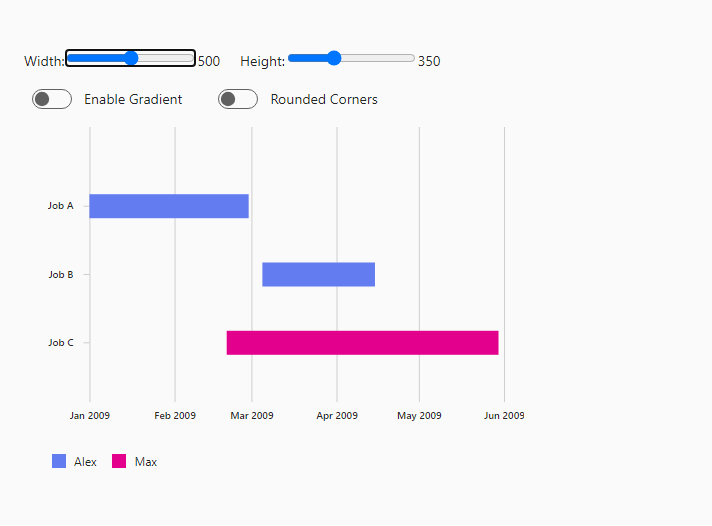 Width: 500 Height: 350
Enable Gradient Rounded Corners
Job A
Job B
Job C
Jan 2009 Feb 2009 Mar 2009 Apr 2009 May 2009 Jun 2009
Alex Max